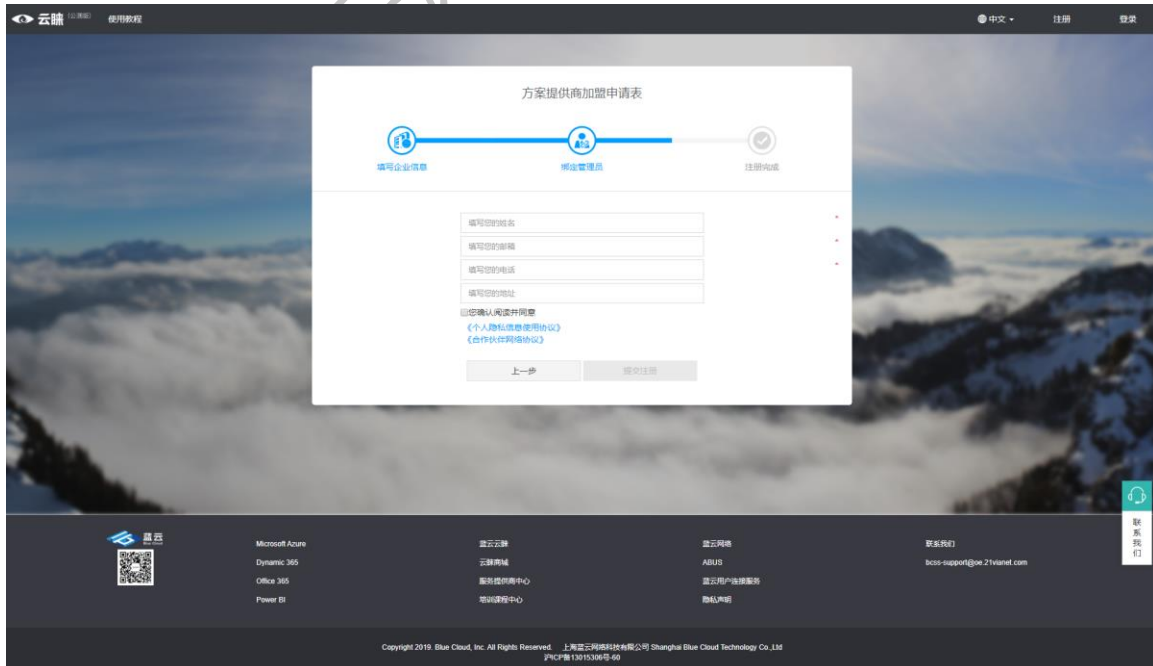 云睐
使用教程
中文
注册
登录
方案提供商加盟申请表
填写企业信息
绑定管理员
注册完成
填写您的姓名
*
填写您的邮箱
*
填写您的电话
*
填写您的地址
您确认阅读并同意
《个人隐私信息使用协议》
《合作伙伴网络协议》
上一步
提交注册
联系我们
蓝云
Blue Cloud
Microsoft Azure
Dynamic 365
Office 365
Power BI
蓝云云睐
云睐商城
服务提供商中心
培训课程中心
蓝云网络
ABUS
蓝云用户连接服务
隐私声明
联系我们
bcss-support@oe.21vianet.com
Copyright 2019. Blue Cloud, Inc. All Rights Reserved. 上海蓝云网络科技有限公司 Shanghai Blue Cloud Technology Co.,Ltd
沪ICP备13015306号-60